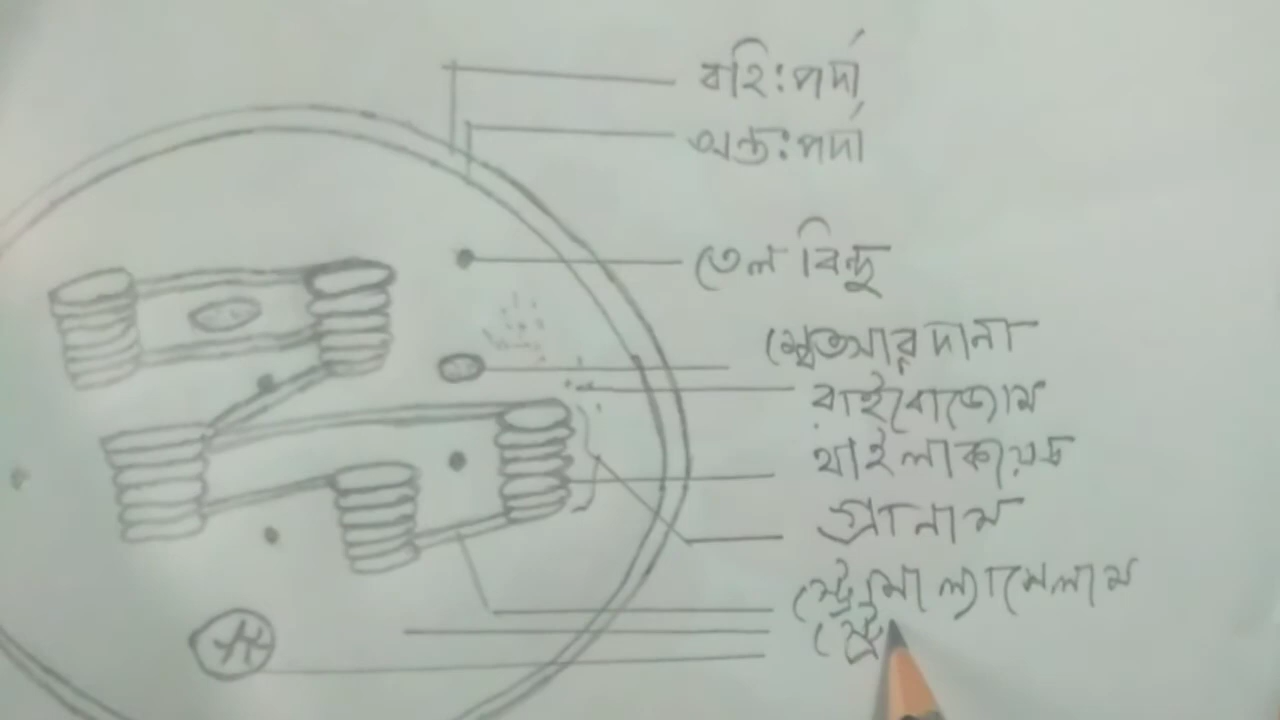 বহি:পর্দা
অন্ত:পর্দা
তেল বিন্দু
শ্বেতসার দানা
রাইবোজোম
থাইলাকয়েড
গ্রানাম
স্ট্রোমা ল্যামেলাম
স্ট্র